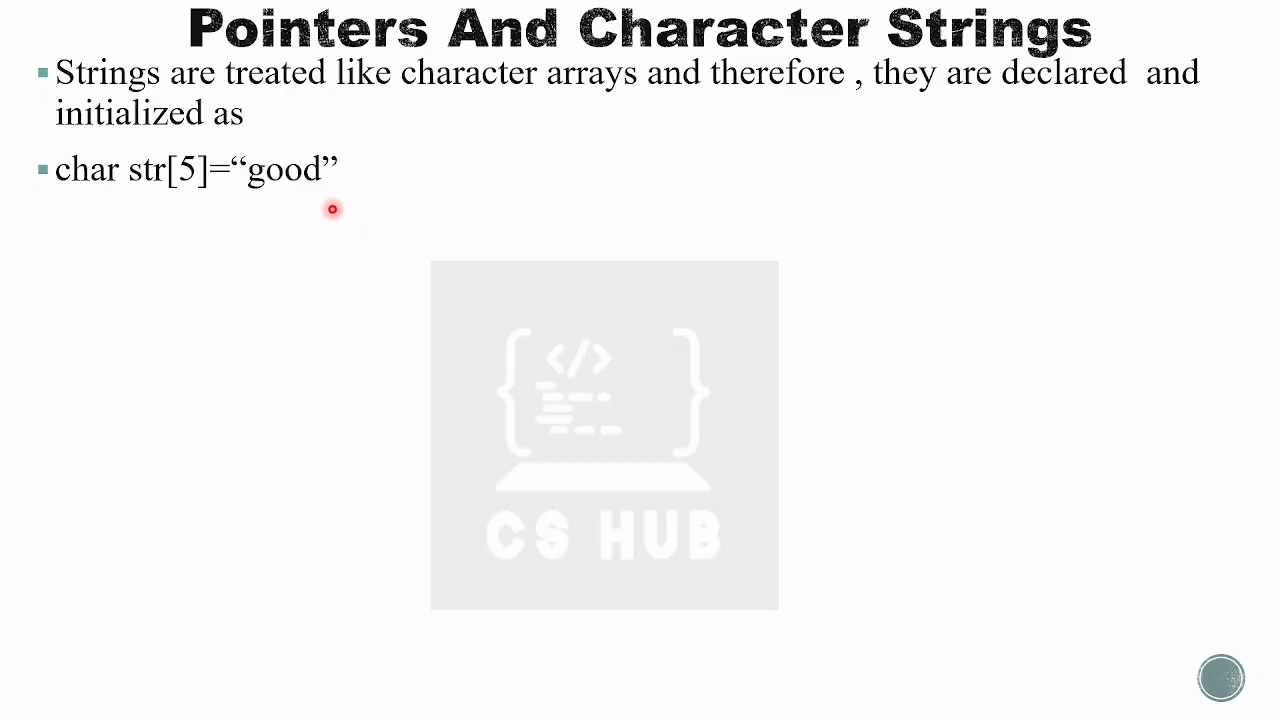 Pointers And Character Strings
Strings are treated like character arrays and therefore , they are declared and
initialized as
char str[5]=“good”
</>
CS HUB